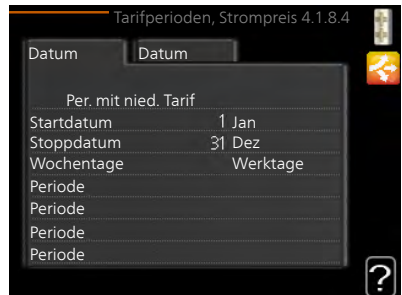 Tarifperioden, Strompreis 4.1.8.4
Datum Datum
Per. mit nied. Tarif
Startdatum 1 Jan
Stoppdatum 31 Dez
Wochentage Werktage
Periode
Periode
Periode
Periode
?